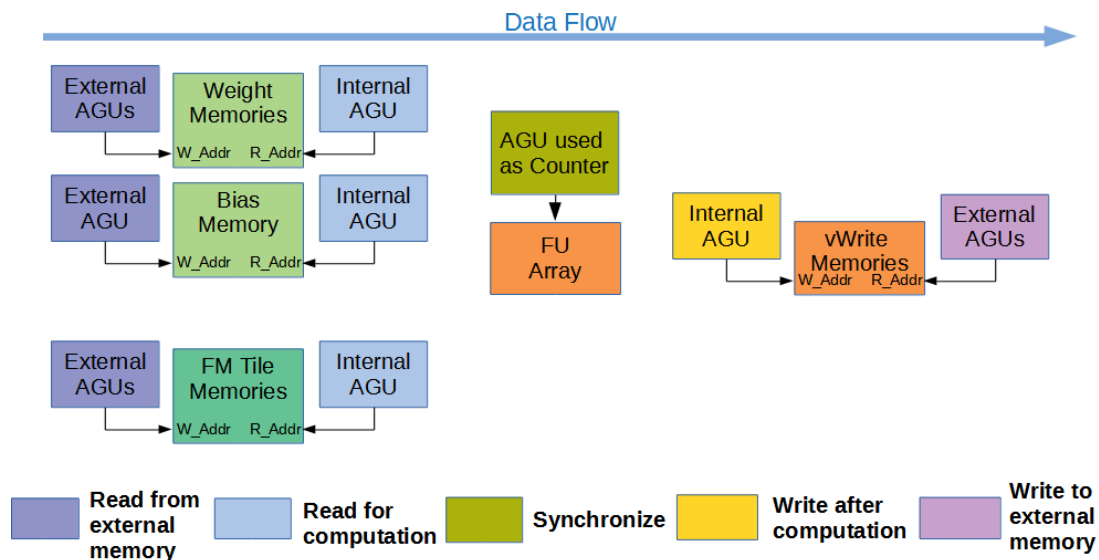 Data Flow
External
AGUs
Weight
Memories
W_Addr R_Addr
Internal
AGU
External
AGU
Bias
Memory
W_Addr R_Addr
Internal
AGU
External
AGUs
FM Tile
Memories
W_Addr R_Addr
Internal
AGU
AGU used
as Counter
FU
Array
Internal
AGU
vWrite
Memories
W_Addr R_Addr
External
AGUs
Read from
external
memory
Read for
computation
Synchronize
Write after
computation
Write to
external
memory